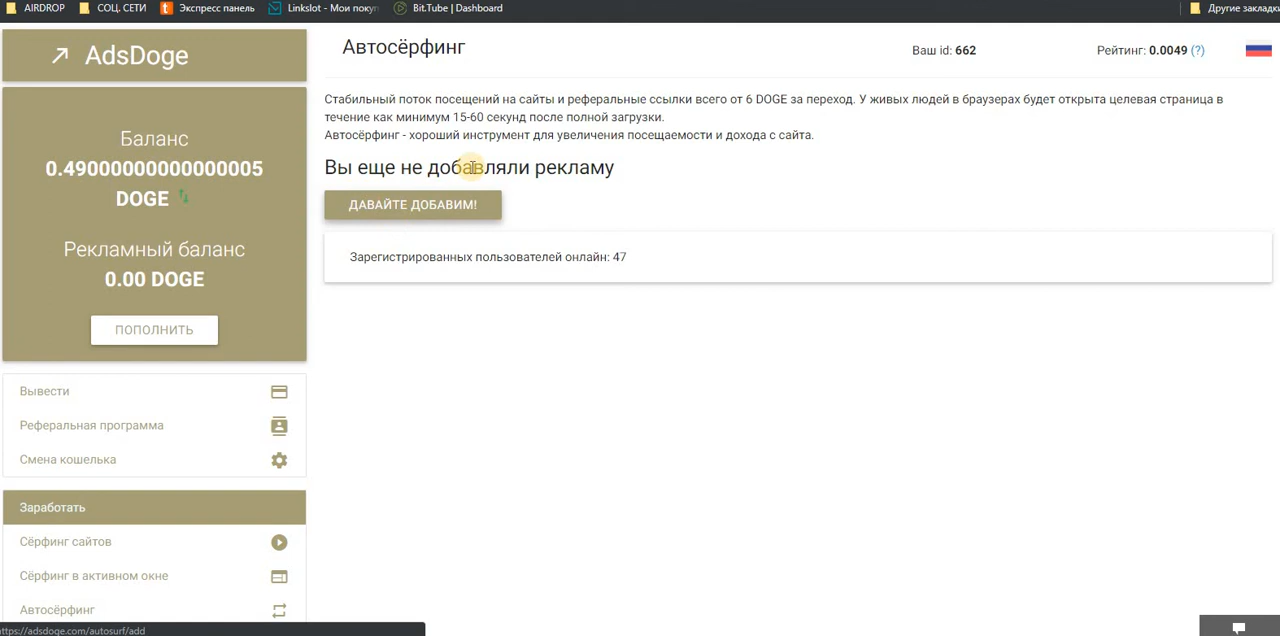 AIRDROP СОЦ. СЕТИ Экспресс панель Linkslot - Мои покуп Bit.Tube | Dashboard Другие закладки
AdsDoge
Автосёрфинг
Ваш id: 662
Рейтинг: 0.0049 (?)
Стабильный поток посещений на сайты и реферальные ссылки всего от 6 DOGE за переход. У живых людей в браузерах будет открыта целевая страница в
течение как минимум 15-60 секунд после полной загрузки.
Автосёрфинг - хороший инструмент для увеличения посещаемости и дохода с сайта.
Вы еще не добавляли рекламу
ДАВАЙТЕ ДОБАВИМ!
Зарегистрированных пользователей онлайн: 47
Баланс
0.49000000000000005
DOGE
Рекламный баланс
0.00 DOGE
ПОПОЛНИТЬ
Вывести
Реферальная программа
Смена кошелька
Заработать
Сёрфинг сайтов
Сёрфинг в активном окне
Автосёрфинг
https://adsdoge.com/autosurf/add